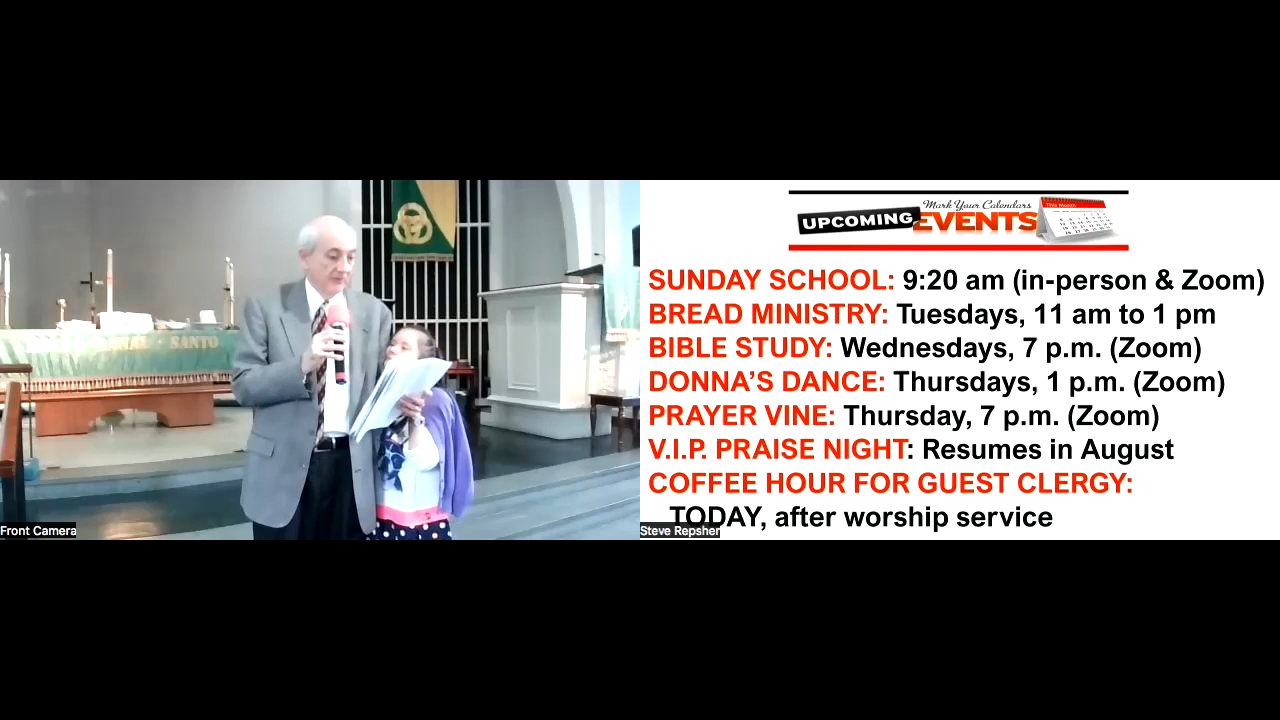 SANTO
Front Camera
UPCOMING
Mark Your Calendars
EVENTS
This Month
SUNDAY SCHOOL: 9:20 am (in-person & Zoom)
BREAD MINISTRY: Tuesdays, 11 am to 1 pm
BIBLE STUDY: Wednesdays, 7 p.m. (Zoom)
DONNA’S DANCE: Thursdays, 1 p.m. (Zoom)
PRAYER VINE: Thursday, 7 p.m. (Zoom)
V.I.P. PRAISE NIGHT: Resumes in August
COFFEE HOUR FOR GUEST CLERGY:
TODAY, after worship service
Steve Repsher